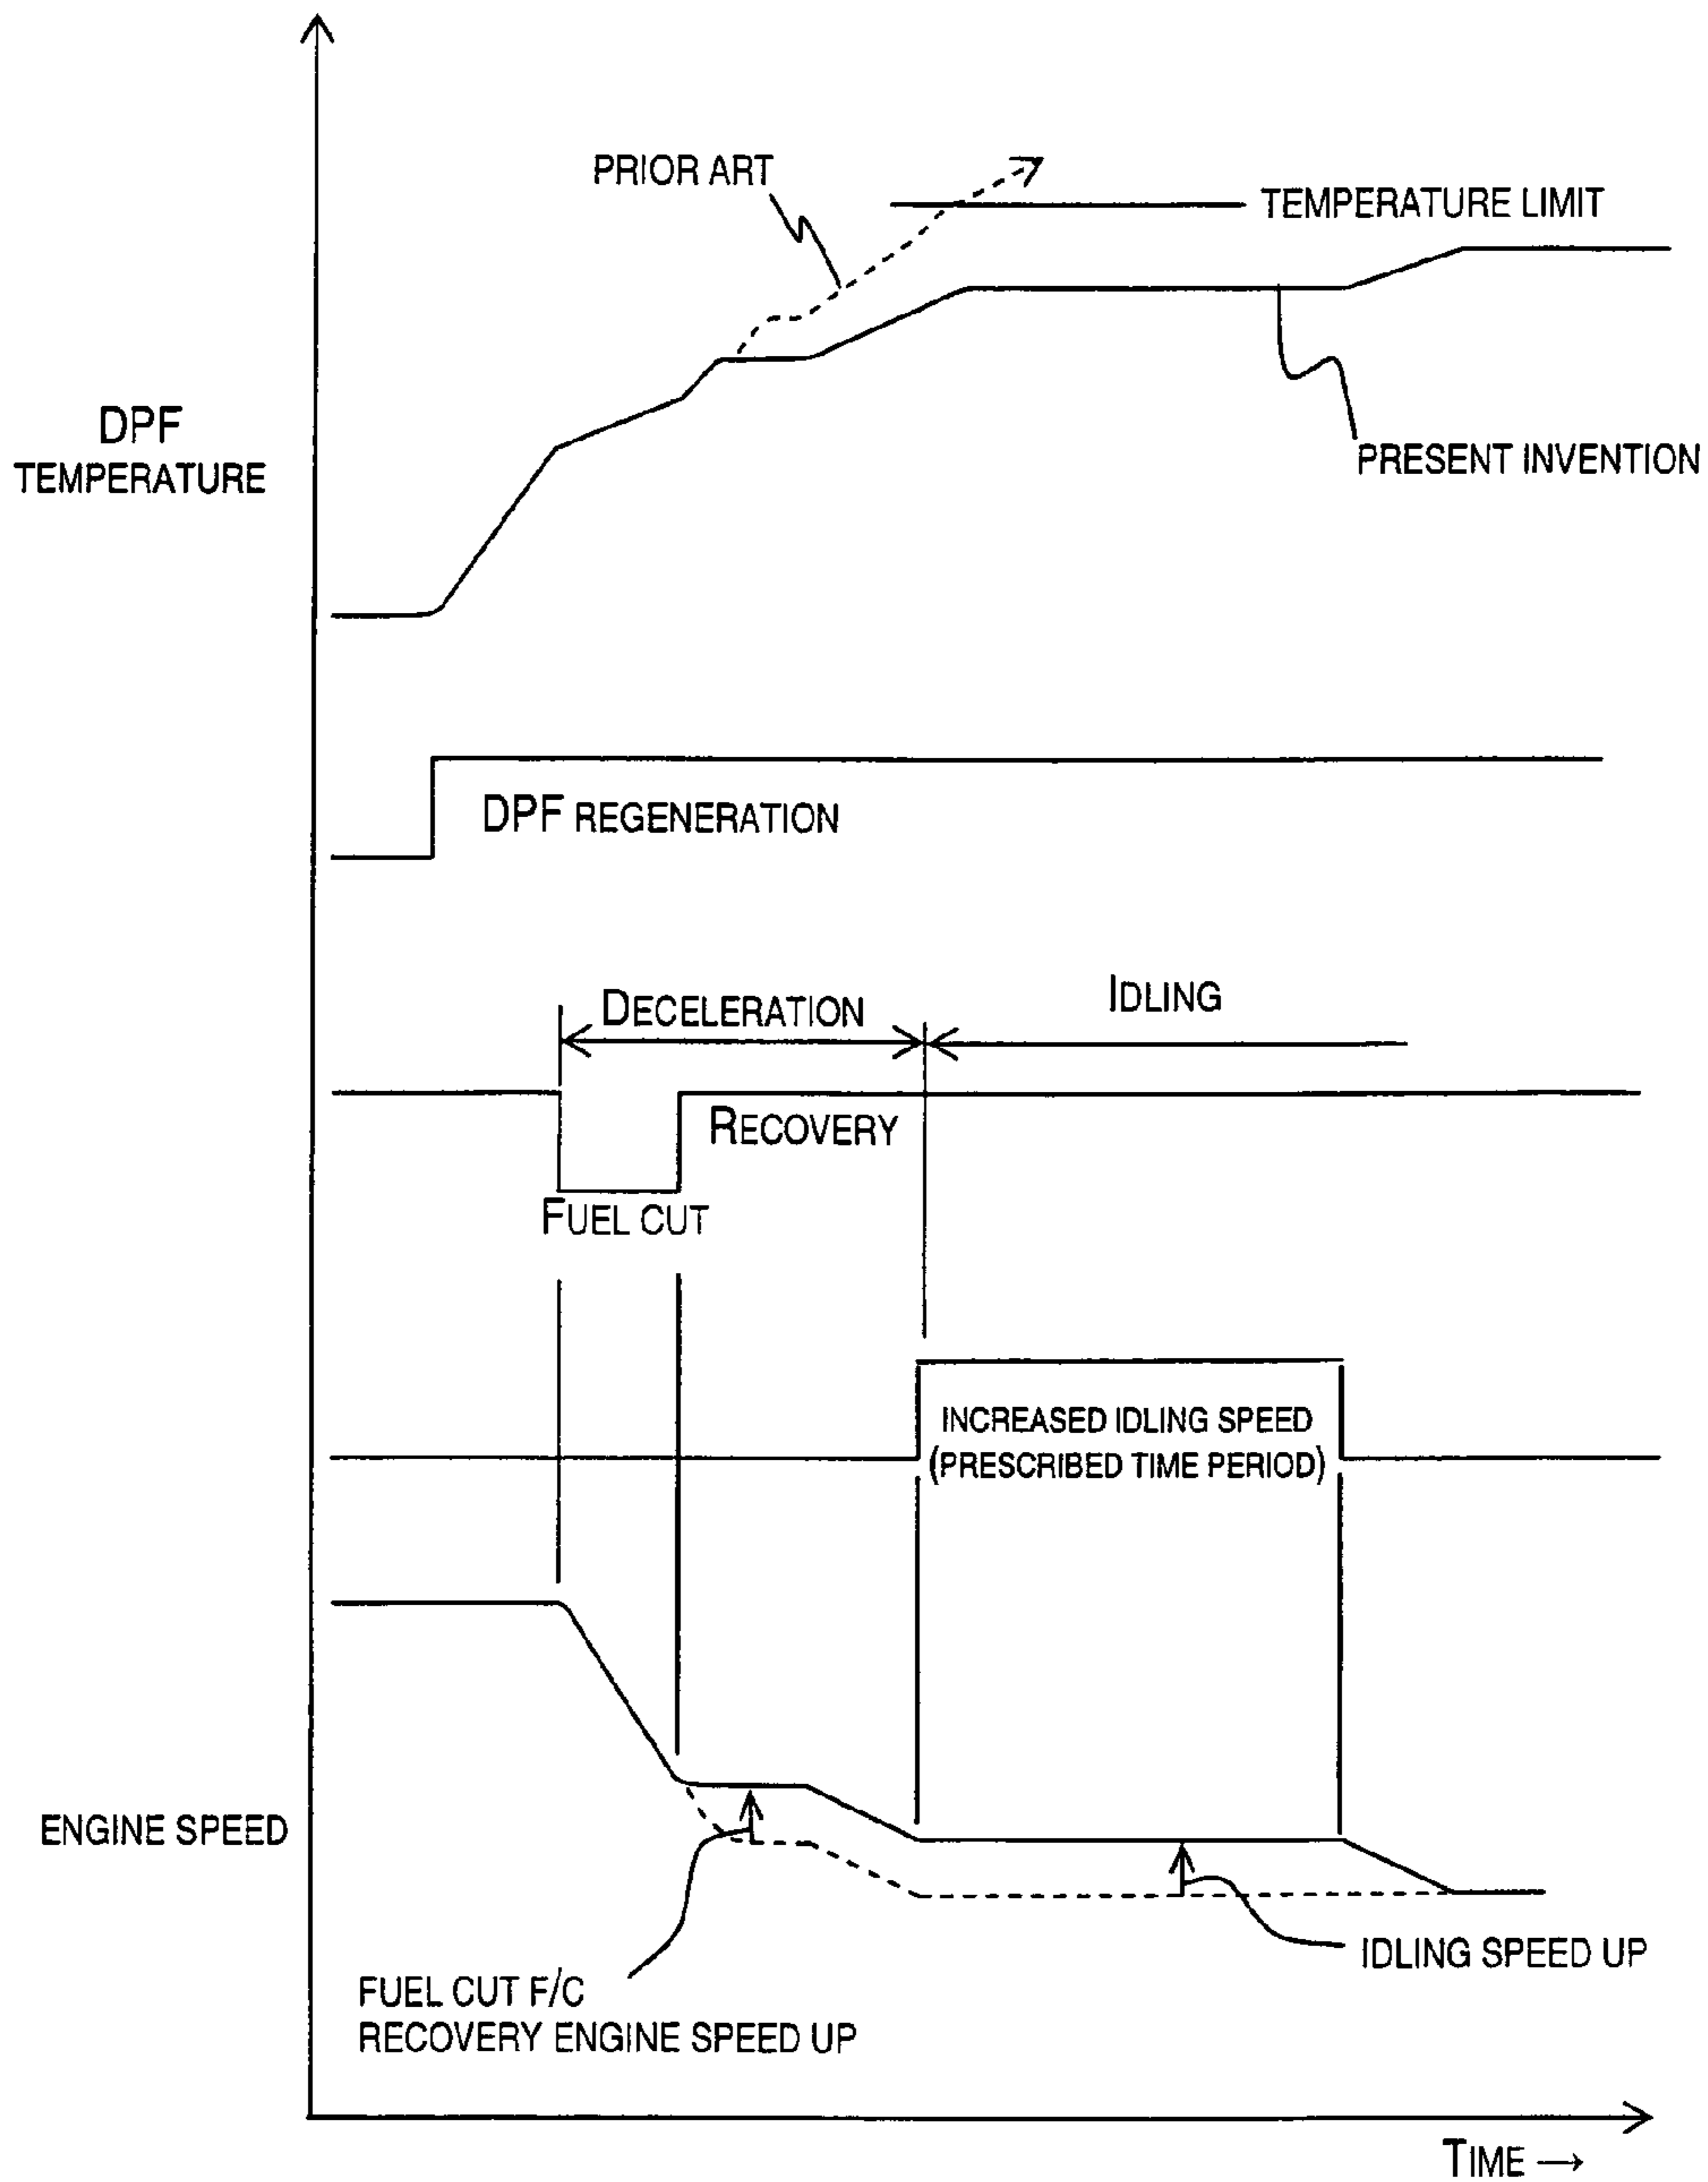 PRIOR ART
TEMPERATURE LIMIT
DPF
TEMPERATURE
PRESENT INVENTION
DPF REGENERATION
DECELERATION
IDLING
RECOVERY
FUEL CUT
INCREASED IDLING SPEED
(PRESCRIBED TIME PERIOD)
ENGINE SPEED
IDLING SPEED UP
FUEL CUT F/C
RECOVERY ENGINE SPEED UP
TIME →